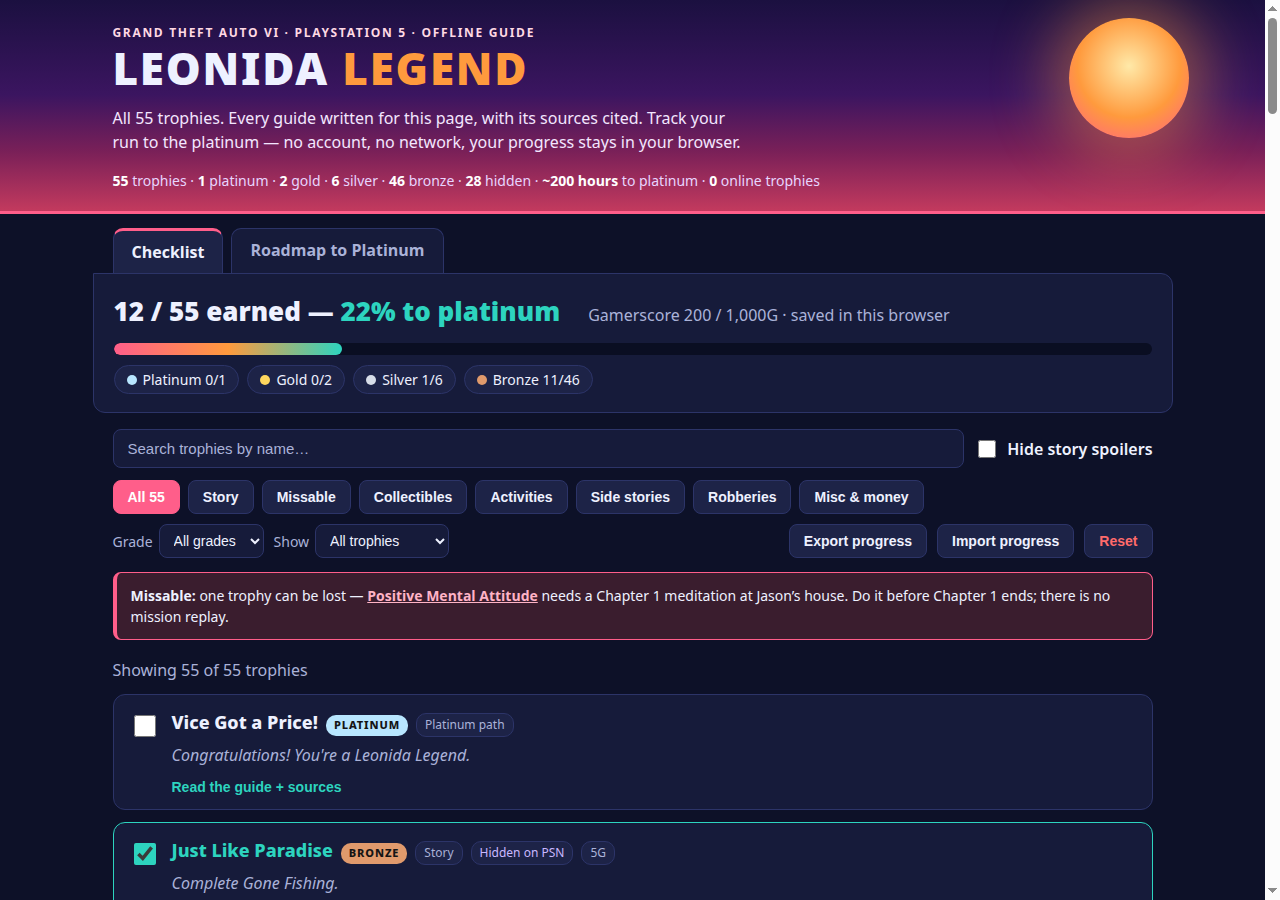 GRAND THEFT AUTO VI · PLAYSTATION 5 · OFFLINE GUIDE
LEONIDA LEGEND
All 55 trophies. Every guide written for this page, with its sources cited. Track your
run to the platinum — no account, no network, your progress stays in your browser.
55 trophies · 1 platinum · 2 gold · 6 silver · 46 bronze · 28 hidden · ~200 hours to platinum · 0 online trophies
Checklist
Roadmap to Platinum
12 / 55 earned — 22% to platinum
Gamerscore 200 / 1,000G · saved in this browser
Platinum 0/1
Gold 0/2
Silver 1/6
Bronze 11/46
Search trophies by name…
Hide story spoilers
All 55
Story
Missable
Collectibles
Activities
Side stories
Robberies
Misc & money
Grade
All grades
Show
All trophies
Export progress
Import progress
Reset
Missable: one trophy can be lost — Positive Mental Attitude needs a Chapter 1 meditation at Jason’s house. Do it before Chapter 1 ends; there is no
mission replay.
Showing 55 of 55 trophies
Vice Got a Price!
PLATINUM
Platinum path
Congratulations! You're a Leonida Legend.
Read the guide + sources
Just Like Paradise
BRONZE
Story
Hidden on PSN
5G
Complete Gone Fishing.